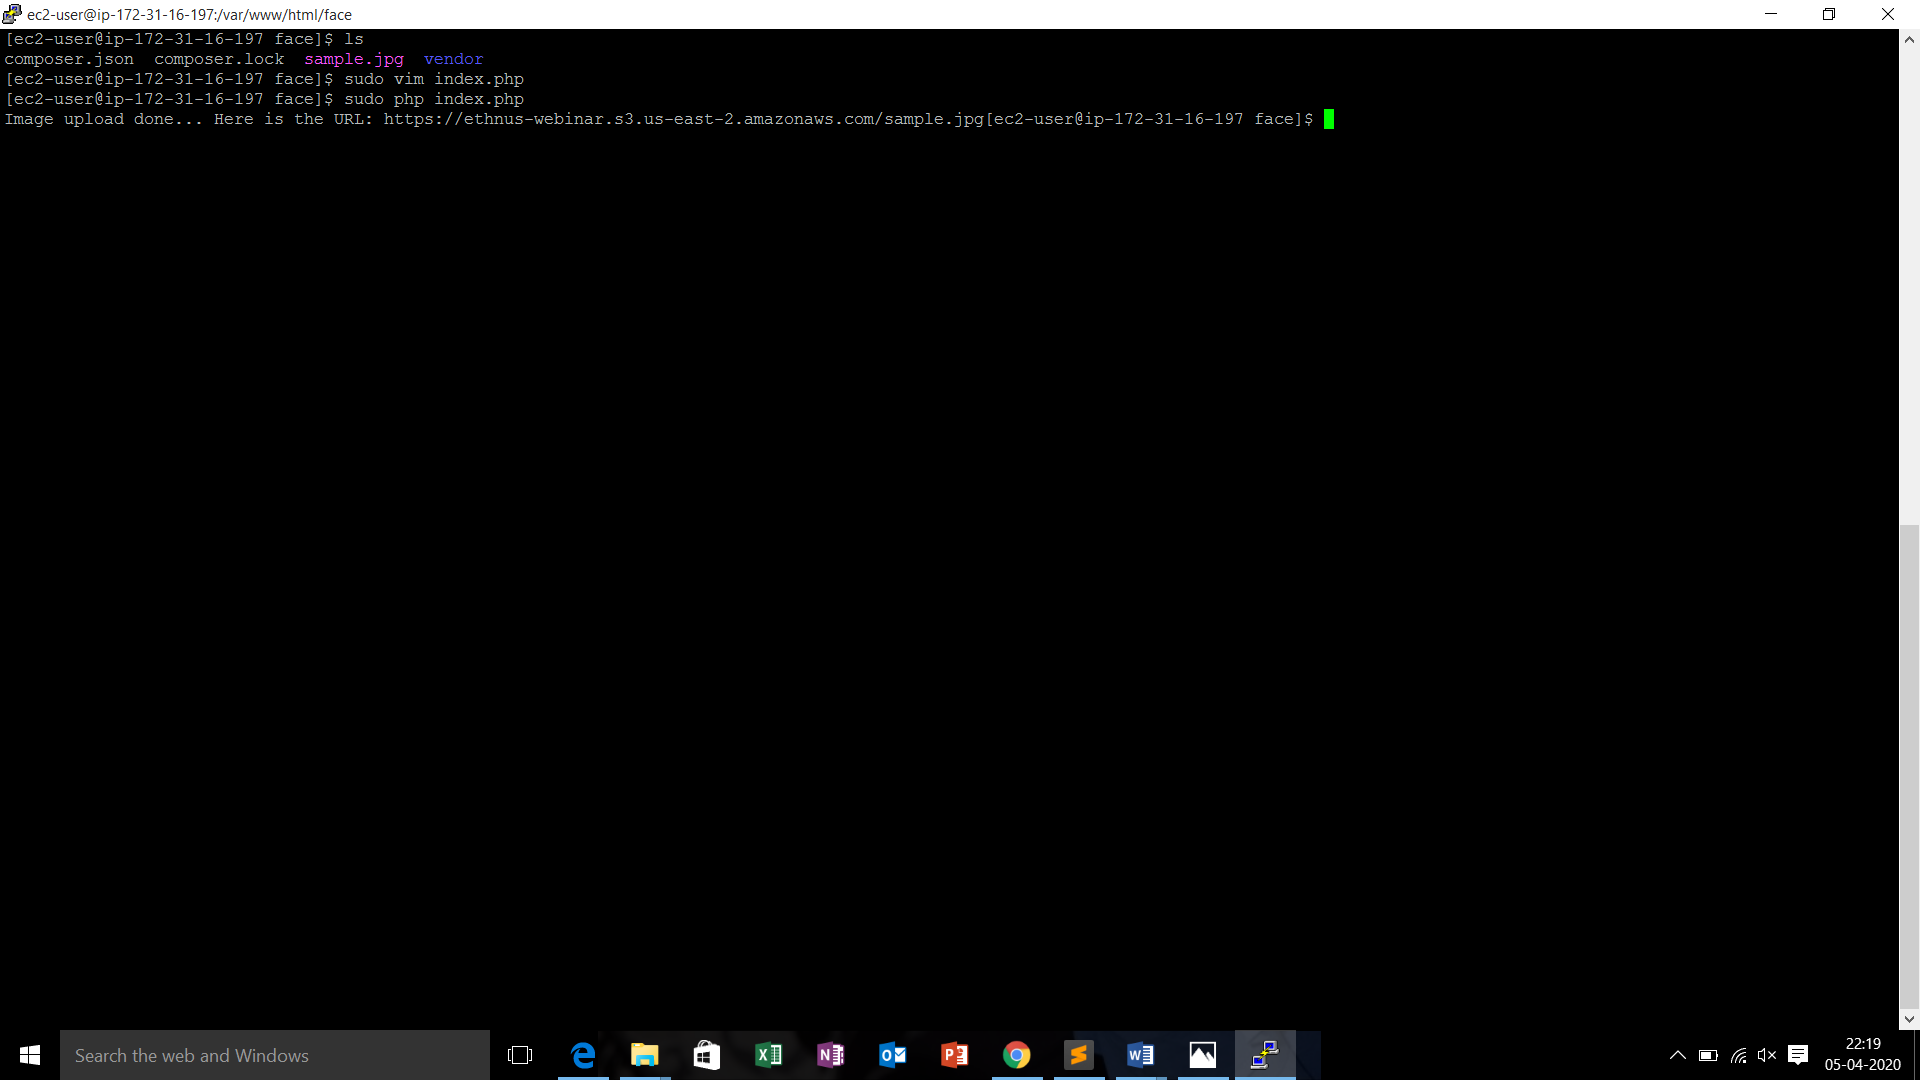 ec2-user@ip-172-31-16-197:/var/www/html/face
[ec2-user@ip-172-31-16-197 face]$ ls
composer.json  composer.lock  sample.jpg  vendor
[ec2-user@ip-172-31-16-197 face]$ sudo vim index.php
[ec2-user@ip-172-31-16-197 face]$ sudo php index.php
Image upload done... Here is the URL: https://ethnus-webinar.s3.us-east-2.amazonaws.com/sample.jpg[ec2-user@ip-172-31-16-197 face]$
Search the web and Windows
22:19
05-04-2020